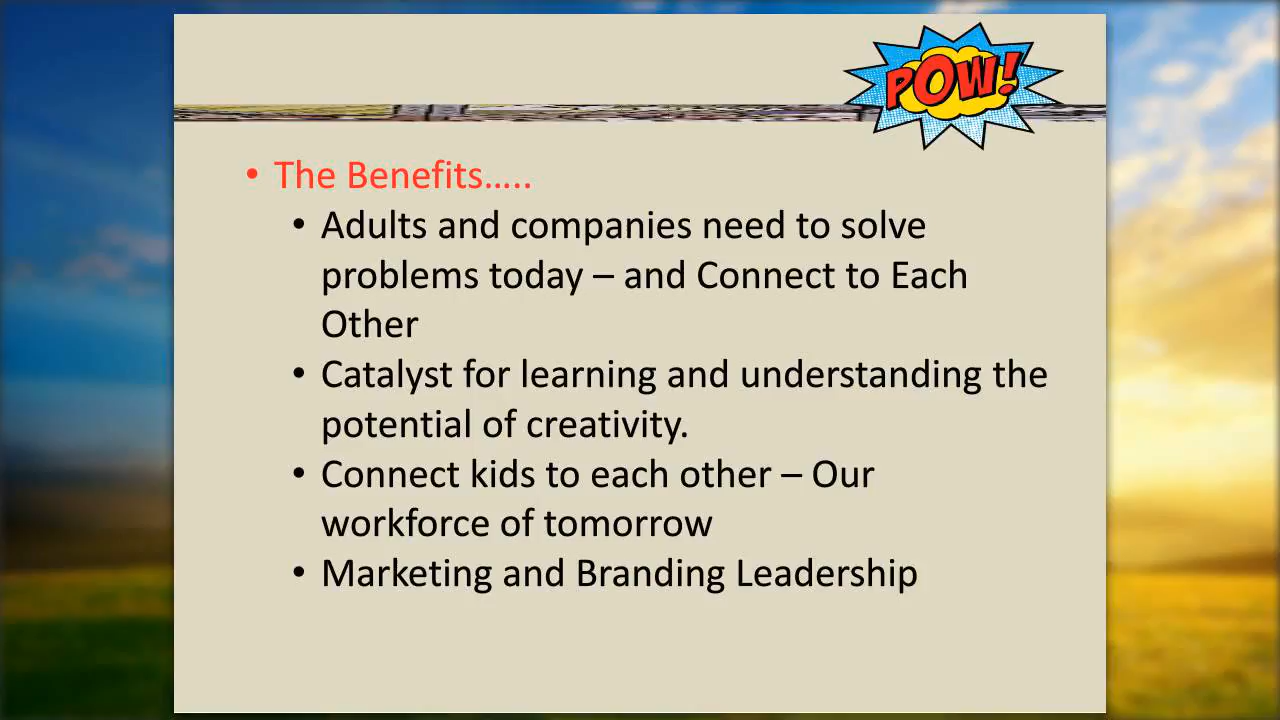 POW!
• The Benefits.....
• Adults and companies need to solve
problems today – and Connect to Each
Other
• Catalyst for learning and understanding the
potential of creativity.
• Connect kids to each other – Our
workforce of tomorrow
• Marketing and Branding Leadership